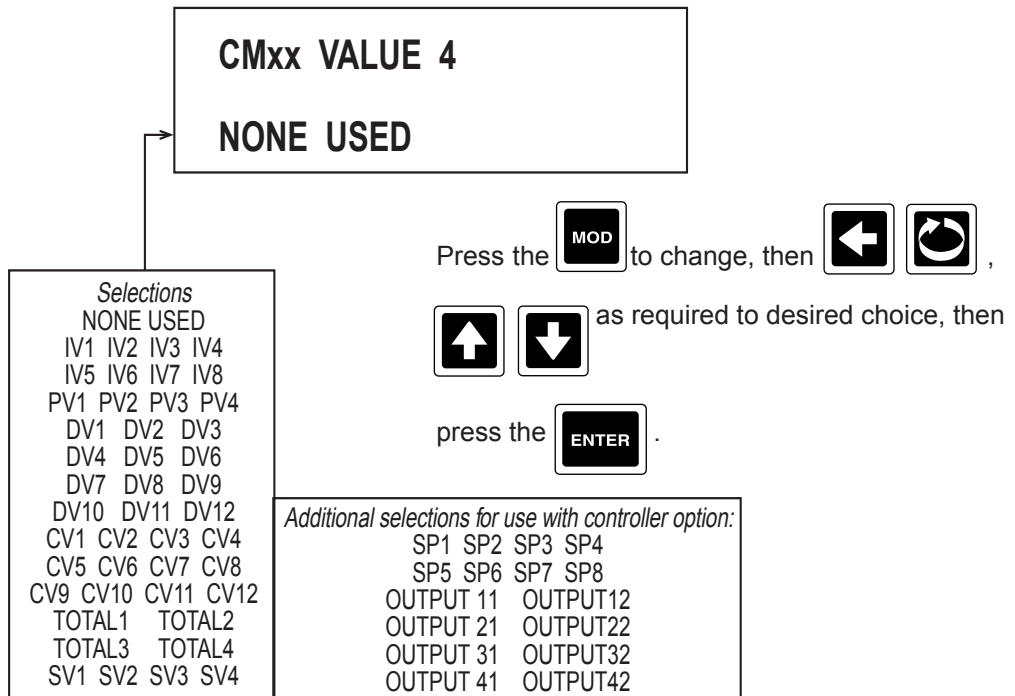 CMxx VALUE 4
NONE USED
Press the MOD to change, then ,
as required to desired choice, then
press the ENTER .
Selections
NONE USED
IV1 IV2 IV3 IV4
IV5 IV6 IV7 IV8
PV1 PV2 PV3 PV4
DV1 DV2 DV3
DV4 DV5 DV6
DV7 DV8 DV9
DV10 DV11 DV12
CV1 CV2 CV3 CV4
CV5 CV6 CV7 CV8
CV9 CV10 CV11 CV12
TOTAL1 TOTAL2
TOTAL3 TOTAL4
SV1 SV2 SV3 SV4
Additional selections for use with controller option:
SP1 SP2 SP3 SP4
SP5 SP6 SP7 SP8
OUTPUT 11 OUTPUT12
OUTPUT 21 OUTPUT22
OUTPUT 31 OUTPUT32
OUTPUT 41 OUTPUT42